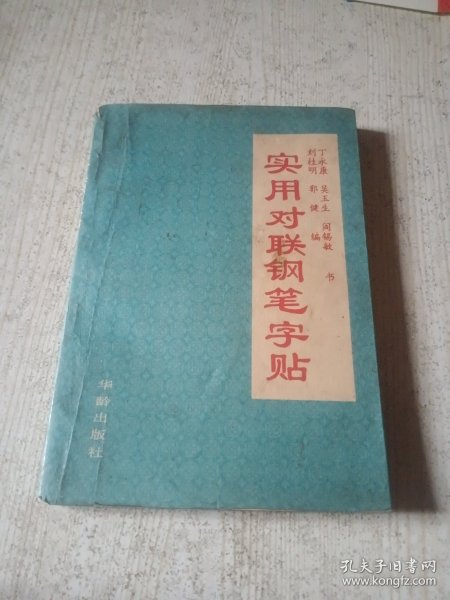 丁永康 吴玉生 阎锡敏 书
刘桂明 郭健 编
实用对联钢笔字贴
华龄出版社
孔夫子旧书网
www.kongfz.com